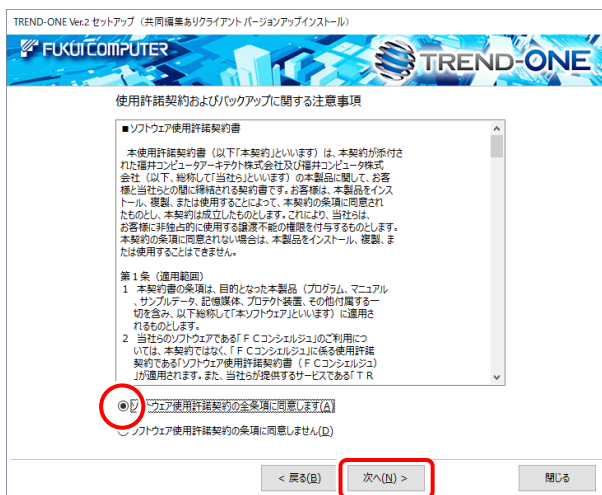 TREND-ONE Ver.2 セットアップ（共同編集ありクライアント バージョンアップインストール）
FUKUI COMPUTER
TREND-ONE
使用許諾契約およびバックアップに関する注意事項
■ソフトウェア使用許諾契約書
本使用許諾契約書（以下「本契約」といいます）は、本契約が添付さ
れた福井コンピュータアーキテクト株式会社及び福井コンピュータ株式
会社（以下、総称して「当社ら」といいます）の本製品に関して、お客
様と当社らとの間に締結される契約書です。お客様は、本製品をインス
トール、複製、または使用することによって、本契約の条項に同意され
たものとし、本契約は成立したものとします。これにより、当社らは、
お客様に非独占的に使用する譲渡不能の権限を付与するものとします。
本契約の条項に同意されない場合は、本製品をインストール、複製、ま
たは使用することはできません。
第１条（適用範囲）
1 本契約書の条項は、目的となった本製品（プログラム、マニュアル
、サンプルデータ、記憶媒体、プロテクト装置、その他付属する一
切を含み、以下総称して「本ソフトウェア」といいます）に適用さ
れるものとします。
2 当社らのソフトウェアである「ＦＣコンシェルジュ」のご利用につ
いては、本契約ではなく、「ＦＣコンシェルジュ」に係る使用許諾
契約である「ソフトウェア使用許諾契約書（ＦＣコンシェルジュ）
」が適用されます。また、当社らが提供するサービスである「ＴＲ
ソフトウェア使用許諾契約の全条項に同意します(A)
ソフトウェア使用許諾契約の条項に同意しません(D)
< 戻る(B)
次へ(N) >
閉じる